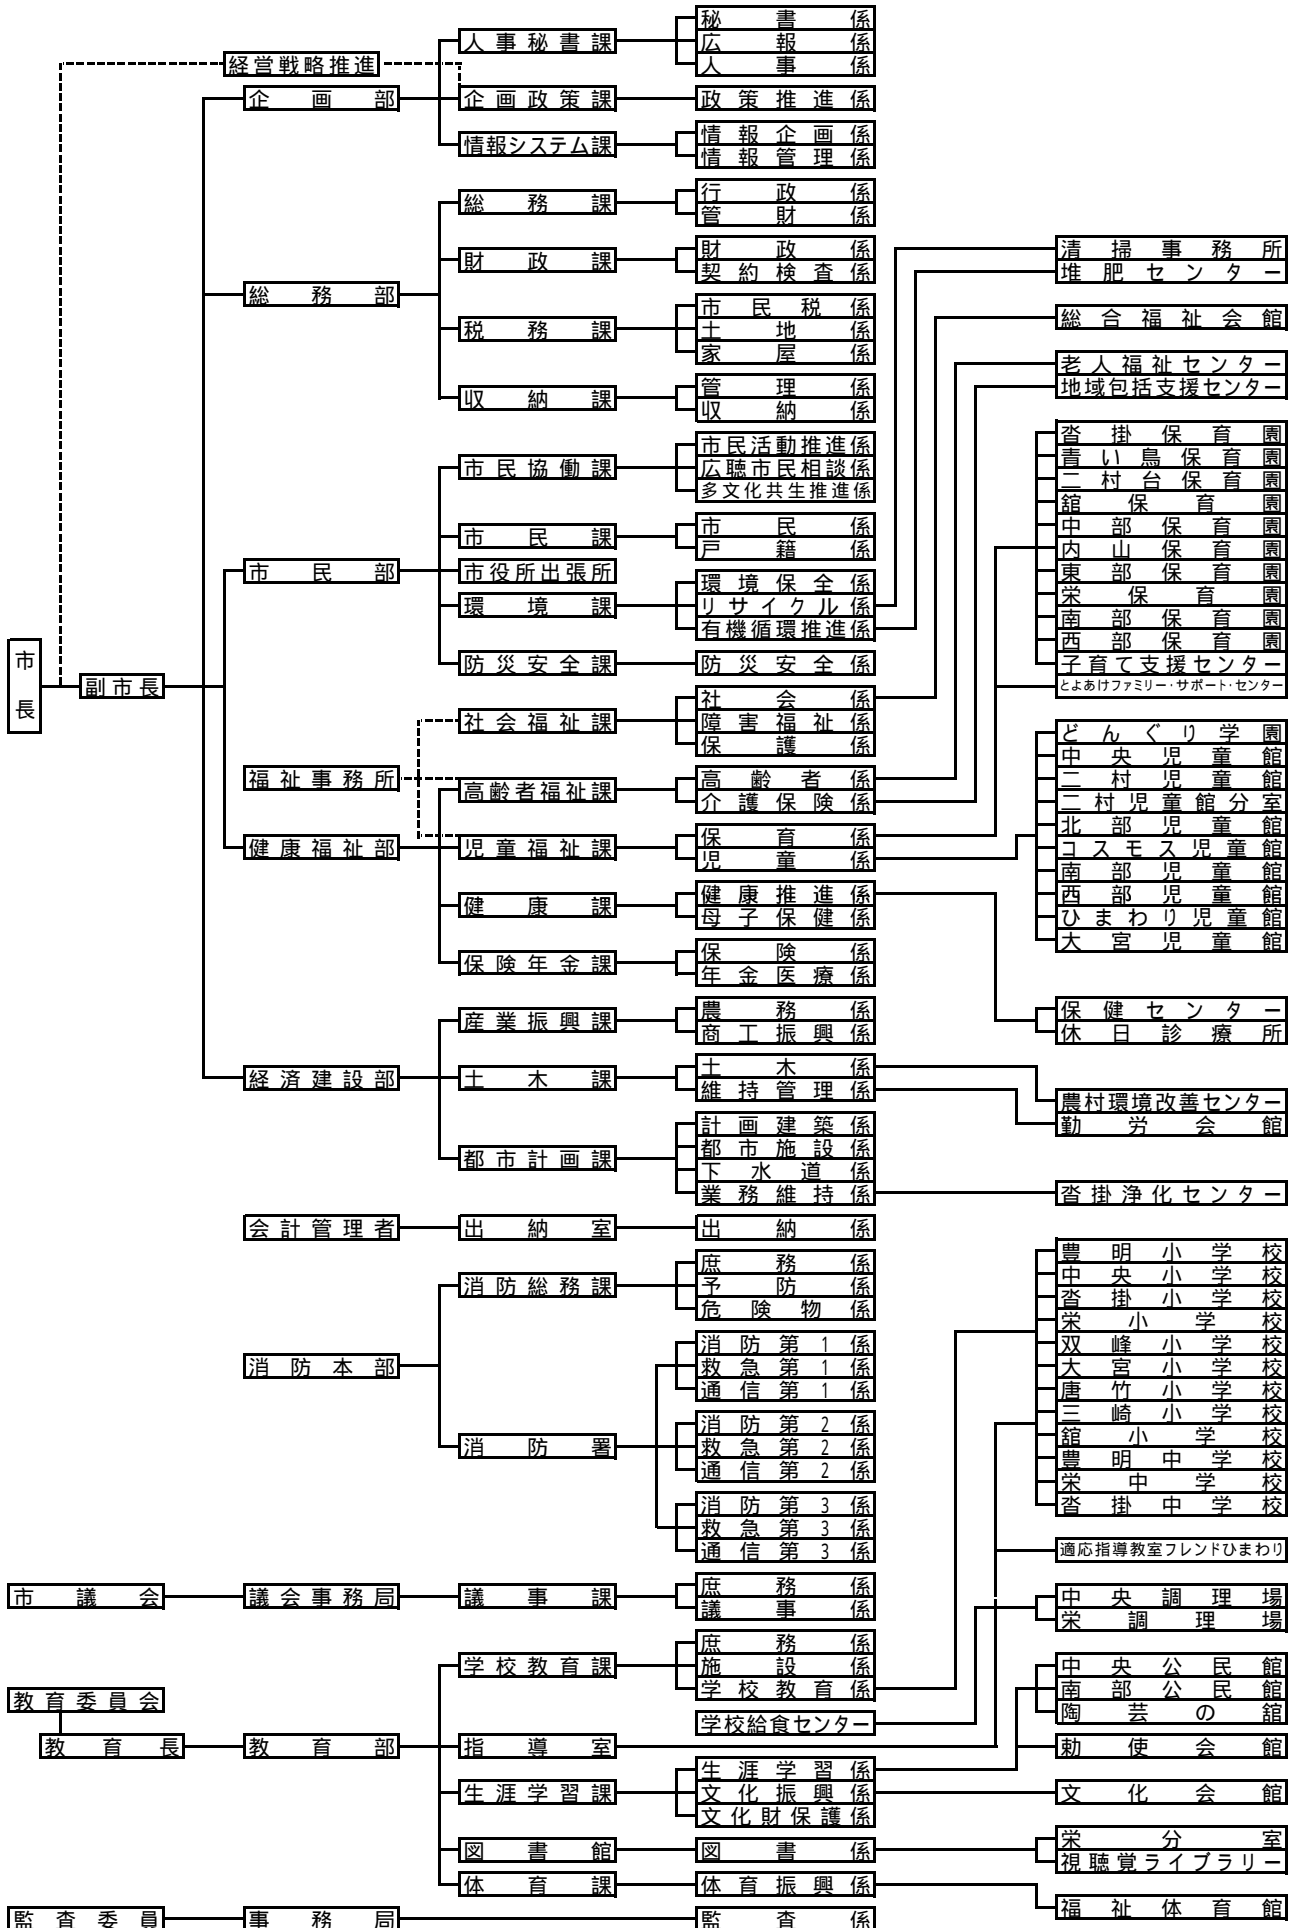 秘書係
人事秘書課
広報係
人事係
経営戦略推進
企画部
企画政策課
政策推進係
情報システム課
情報企画係
情報管理係
総務課
行政係
管財係
財政課
財政係
契約検査係
清掃事務所
堆肥センター
総務部
税務課
市民税係
土地係
家屋係
総合福祉会館
老人福祉センター
地域包括支援センター
収納課
管理係
収納係
市民協働課
市民活動推進係
広聴市民相談係
多文化共生推進係
沓掛保育園
青い鳥保育園
二村台保育園
舘保育園
中部保育園
内山保育園
東部保育園
栄保育園
南部保育園
西部保育園
子育て支援センター
とよあけファミリー・サポート・センター
市民課
市民係
戸籍係
市民部
市役所出張所
環境課
環境保全係
リサイクル係
有機循環推進係
防災安全課
防災安全係
市長
副市長
社会福祉課
社会係
障害福祉係
保護係
福祉事務所
高齢者福祉課
高齢者係
介護保険係
健康福祉部
児童福祉課
保育係
児童係
どんぐり学園
中央児童館
二村児童館
二村児童館分室
北部児童館
コスモス児童館
南部児童館
西部児童館
ひまわり児童館
大宮児童館
健康課
健康推進係
母子保健係
保険年金課
保険係
年金医療係
産業振興課
農務係
商工振興係
保健センター
休日診療所
経済建設部
土木課
土木係
維持管理係
農村環境改善センター
勤労会館
都市計画課
計画建築係
都市施設係
下水道係
業務維持係
沓掛浄化センター
会計管理者
出納室
出納係
消防総務課
庶務係
予防係
危険物係
豊明小学校
中央小学校
沓掛小学校
栄小学校
双峰小学校
大宮小学校
唐竹小学校
三崎小学校
舘小学校
豊明中学校
栄中学校
沓掛中学校
消防本部
消防署
消防第1係
救急第1係
通信第1係
消防第2係
救急第2係
通信第2係
消防第3係
救急第3係
通信第3係
適応指導教室フレンドひまわり
市議会
議会事務局
議事課
庶務係
議事係
中央調理場
栄調理場
学校教育課
庶務係
施設係
学校教育係
中央公民館
南部公民館
陶芸の舘
教育委員会
学校給食センター
教育長
教育部
指導室
勅使会館
生涯学習課
生涯学習係
文化振興係
文化財保護係
文化会館
図書館
図書係
栄分室
視聴覚ライブラリー
体育課
体育振興係
福祉体育館
監査委員
事務局
監査係